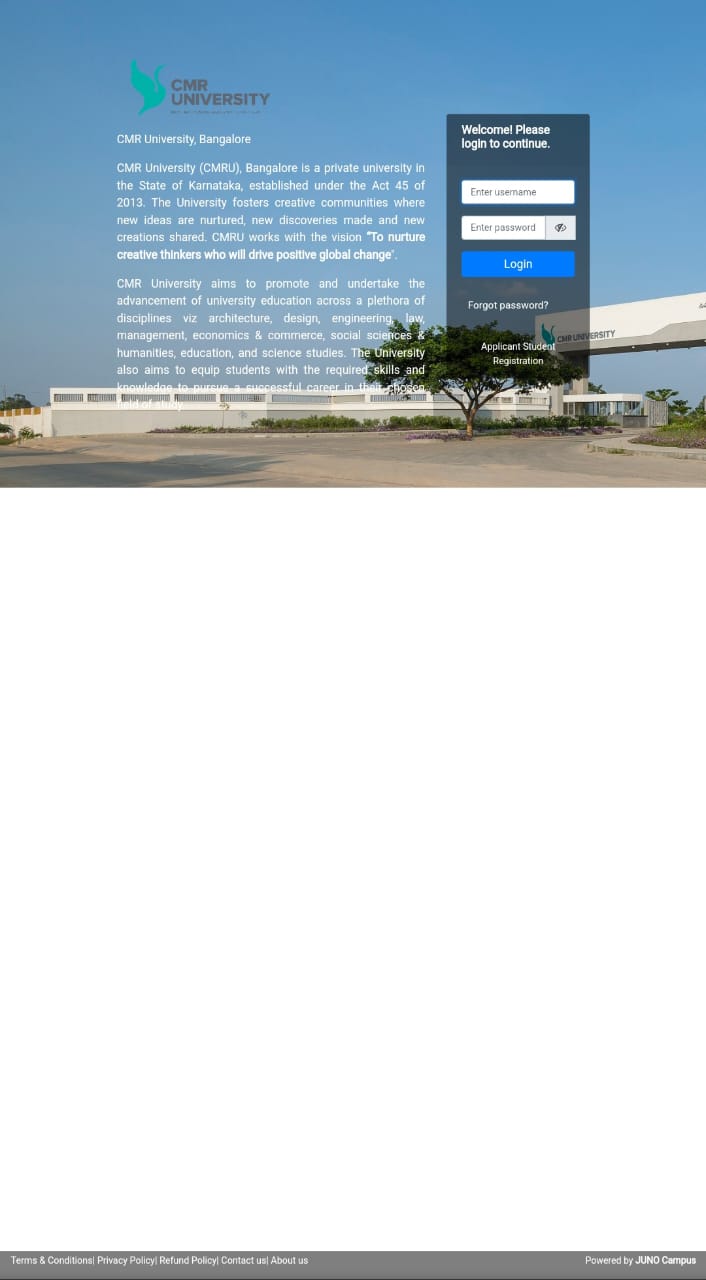 CMR
UNIVERSITY
CMR University, Bangalore
CMR University (CMRU), Bangalore is a private university in
the State of Karnataka, established under the Act 45 of
2013. The University fosters creative communities where
new ideas are nurtured, new discoveries made and new
creations shared. CMRU works with the vision “To nurture
creative thinkers who will drive positive global change".
CMR University aims to promote and undertake the
advancement of university education across a plethora of
disciplines viz architecture, design, engineering, law,
management, economics & commerce, social sciences &
humanities, education, and science studies. The University
also aims to equip students with the required skills and
knowledge to pursue a successful career in their chosen
field of study.
Welcome! Please
login to continue.
Enter username
Enter password
Login
Forgot password?
Applicant Student
Registration
CMR UNIVERSITY
Terms & Conditions| Privacy Policy| Refund Policy| Contact us| About us
Powered by JUNO Campus